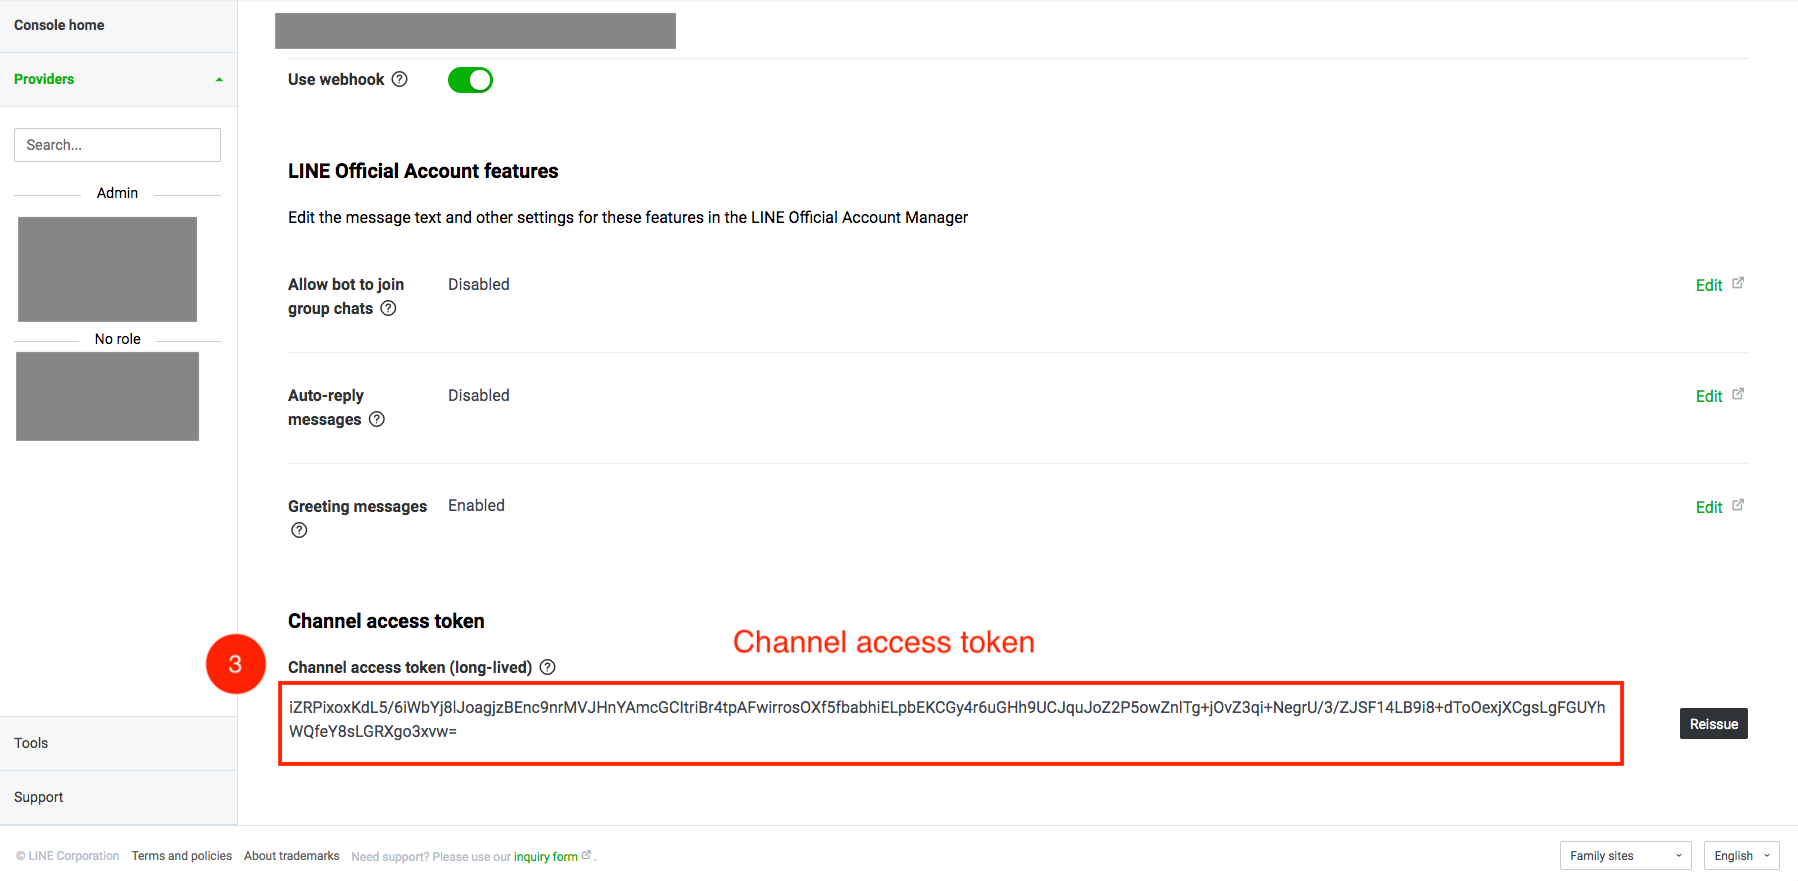 Console home
Providers
Search...
Admin
No role
Tools
Support
Use webhook
LINE Official Account features
Edit the message text and other settings for these features in the LINE Official Account Manager
Allow bot to join group chats
Disabled
Edit
Auto-reply messages
Disabled
Edit
Greeting messages
Enabled
Edit
Channel access token
Channel access token
3
Channel access token (long-lived)
iZRPixoxKdL5/6iWbYj8lJoagjzBEnc9nrMVJHnYAmcGCItriBr4tpAFwirrosOXf5fbabhiELpbEKCGy4r6uGHh9UCJquJoZ2P5owZnlTg+jOvZ3qi+NegrU/3/ZJSF14LB9i8+dToOexjXCgsLgFGUYh
WQfeY8sLGRXgo3xvw=
Reissue
© LINE Corporation Terms and policies About trademarks Need support? Please use our inquiry form .
Family sites
English